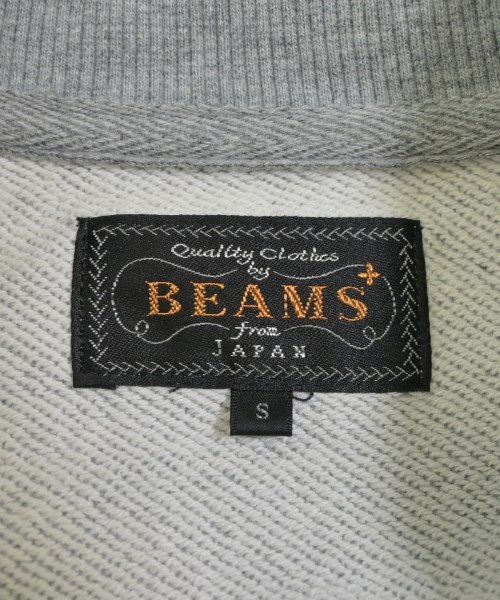 Quality Clothes
by
BEAMS+
from
JAPAN
S